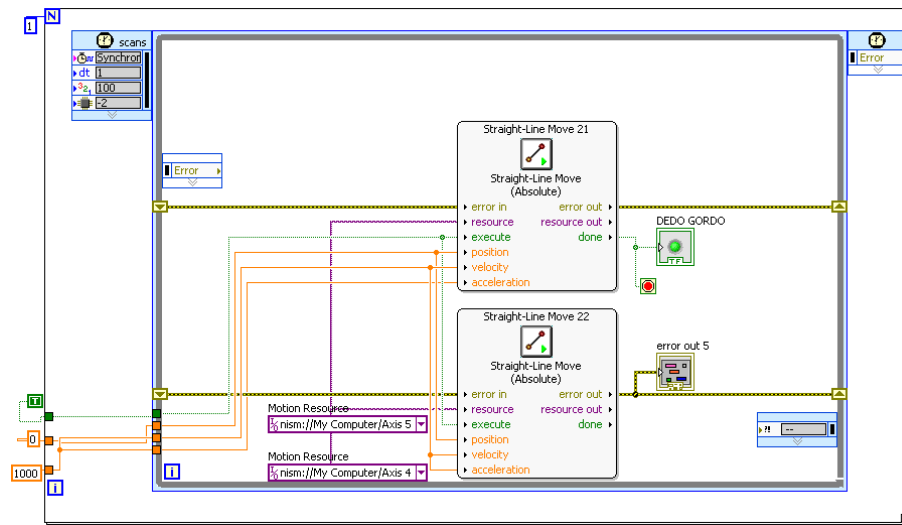 N
1
scans
Synchror
dt 1
100
-2
Error
Error
Straight-Line Move 21
Straight-Line Move
(Absolute)
error in error out
resource resource out
execute done
position
velocity
acceleration
DEDO GORDO
TF
Straight-Line Move 22
Straight-Line Move
(Absolute)
error in error out
resource resource out
execute done
position
velocity
acceleration
error out 5
Motion Resource
nism://My Computer/Axis 5
Motion Resource
nism://My Computer/Axis 4
?! --
T
0
1000
i
i